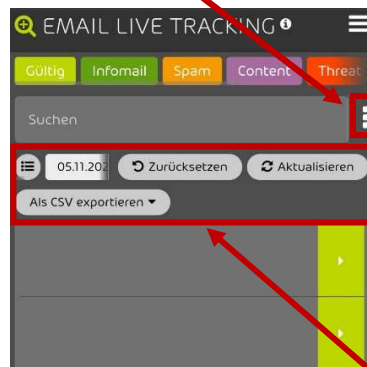 EMAIL LIVE TRACKING
Gültig Infomail Spam Content Threat
Suchen
05.11.202 Zurücksetzen Aktualisieren
Als CSV exportieren